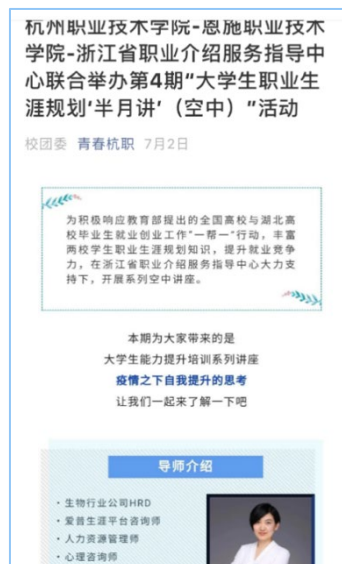 杭州职业技术学院-恩施职业技术
学院-浙江省职业介绍服务指导中
心联合举办第4期“大学生职业生
涯规划‘半月讲’（空中）”活动
校团委 青春杭职 7月2日
为积极响应教育部提出的全国高校与湖北高
校毕业生就业创业工作“一帮一”行动，丰富
两校学生职业生涯规划知识，提升就业竞争
力，在浙江省职业介绍服务指导中心大力支
持下，开展系列空中讲座。
本期为大家带来的是
大学生能力提升培训系列讲座
疫情之下自我提升的思考
让我们一起来了解一下吧
导师介绍
·生物行业公司HRD
·爱普生涯平台咨询师
·人力资源管理师
·心理咨询师